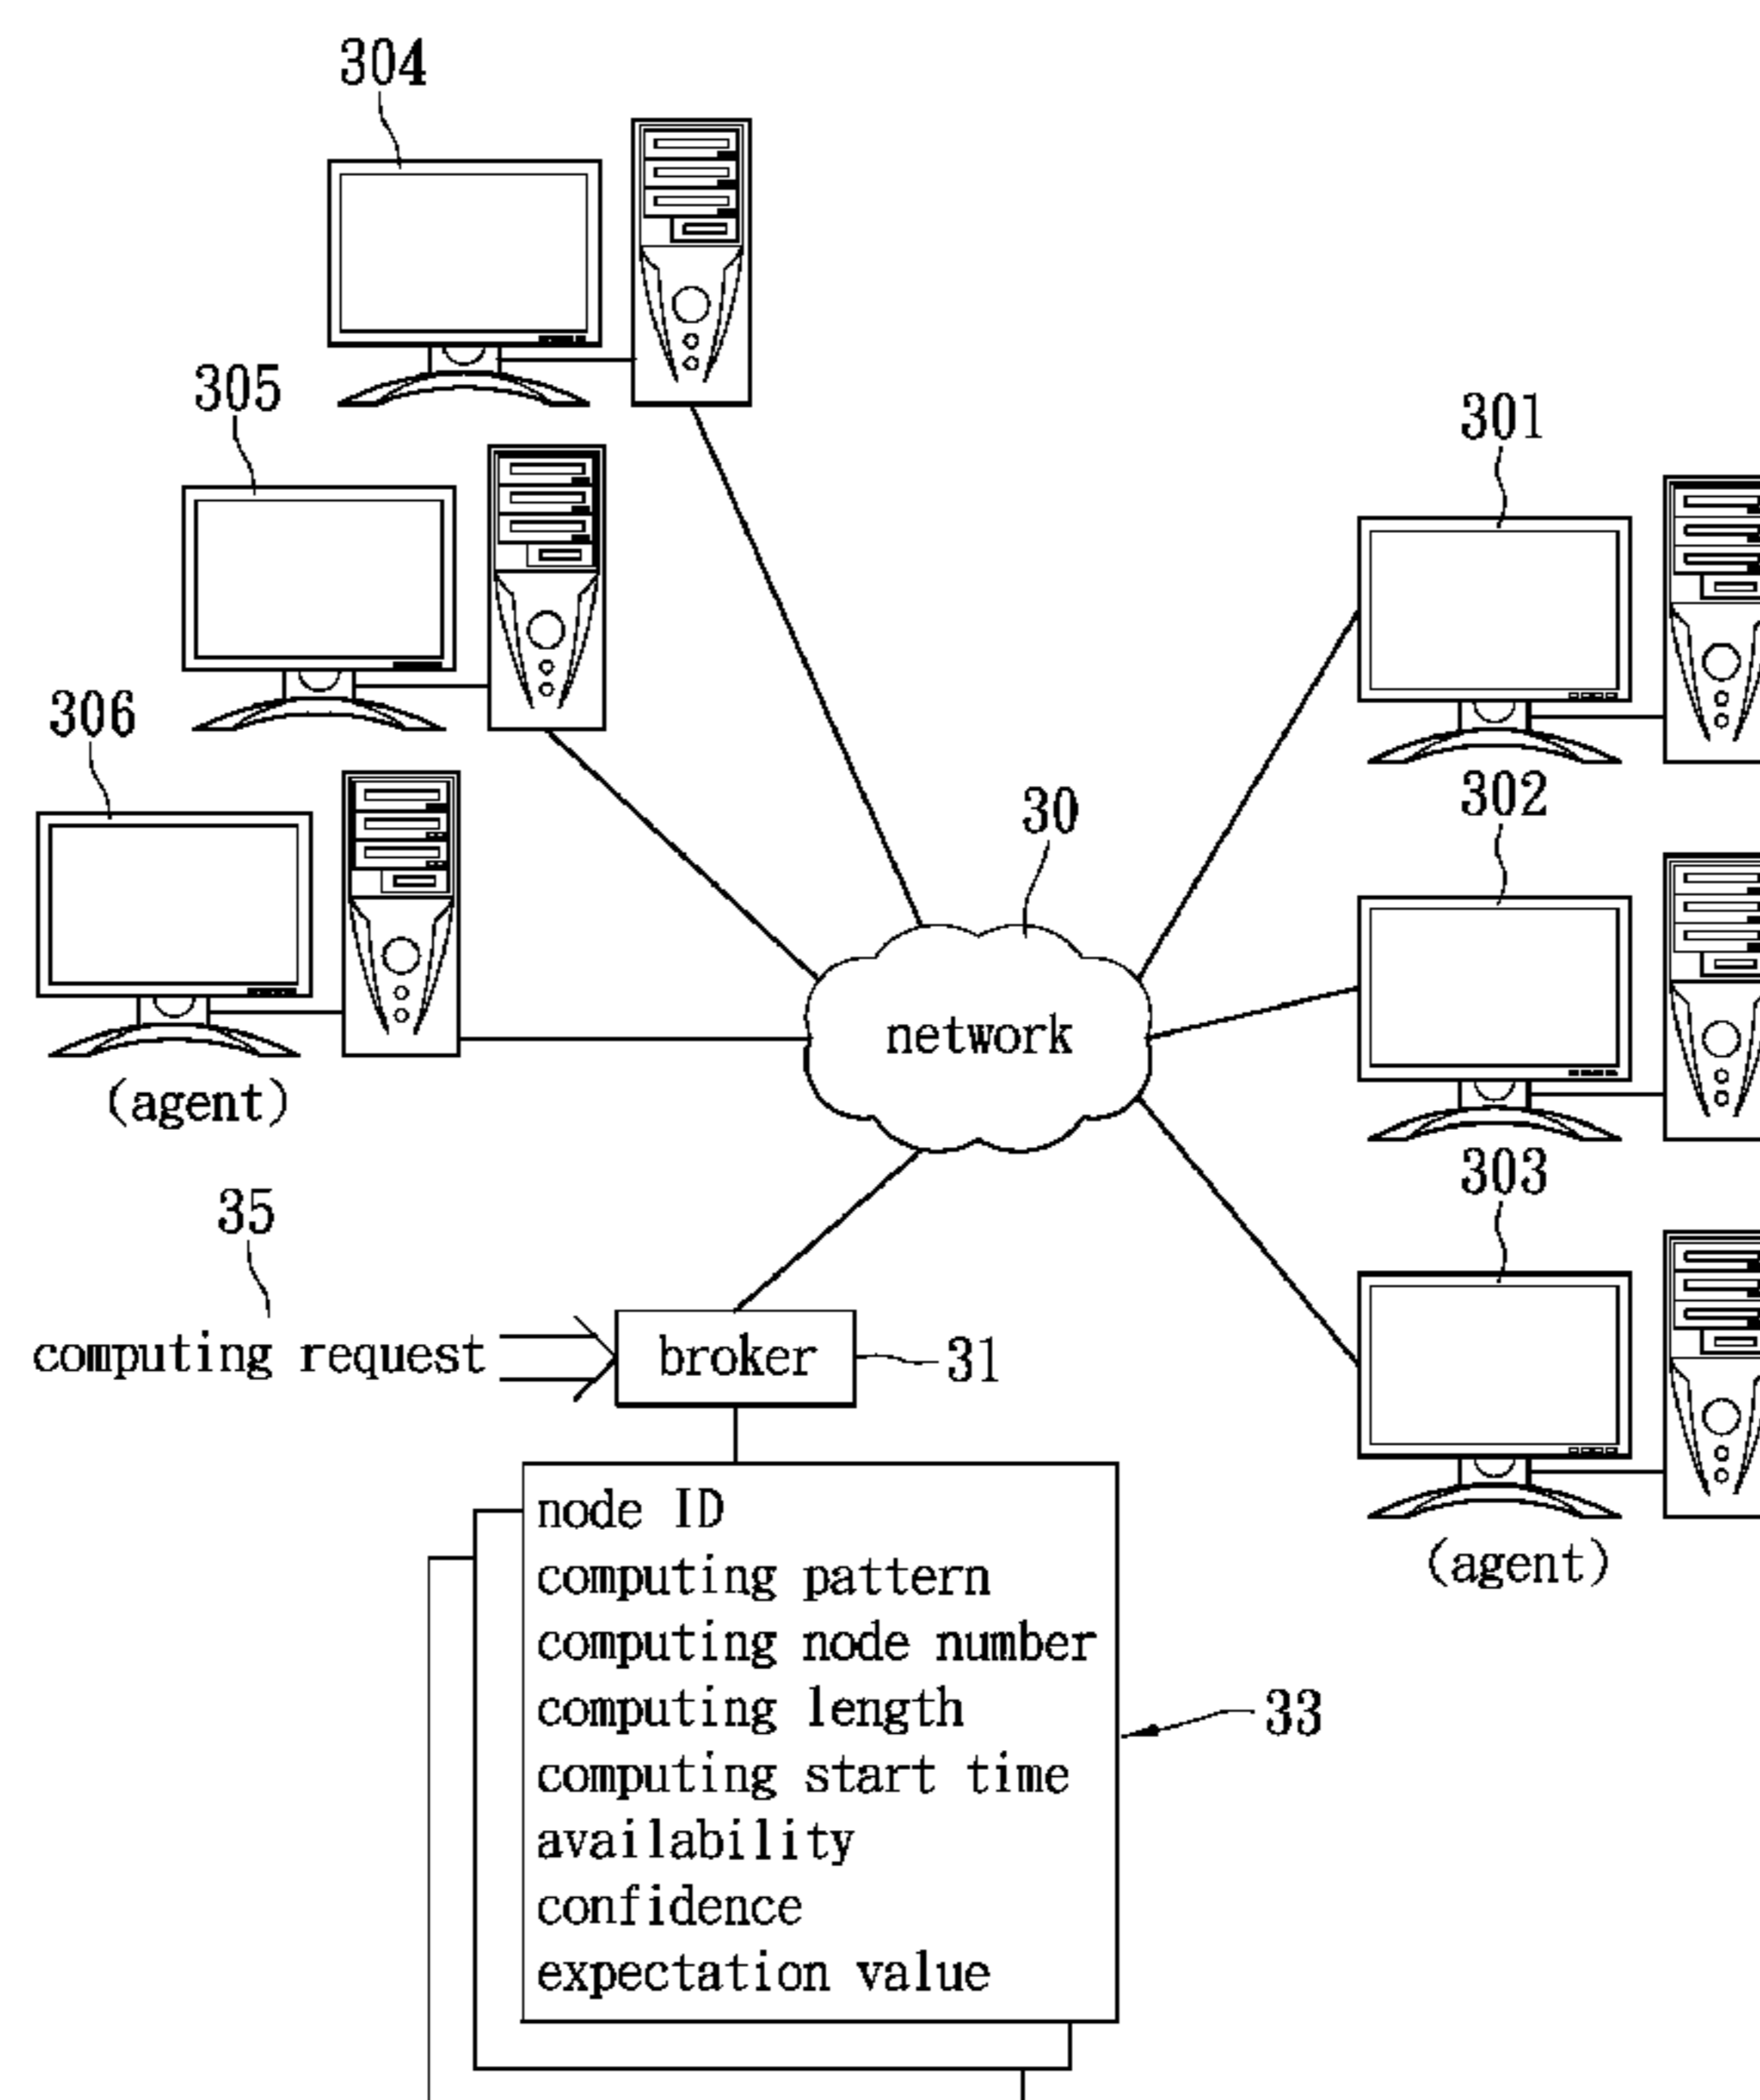 304
305
301
306
302
30
network
(agent)
303
35
computing request
broker
31
(agent)
node ID
computing pattern
computing node number
computing length
computing start time
availability
confidence
expectation value
33